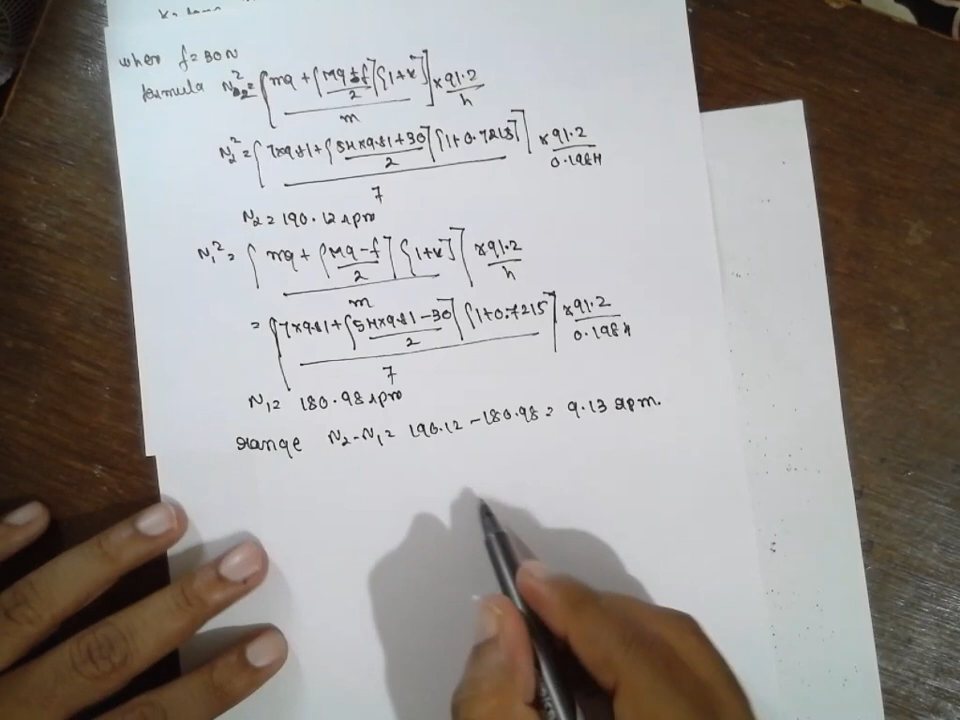 when f = 30N
formula N₂² = [mg + [Mg ± f / 2] [1+k] / m] × 91.2 / h
N₂² = [7×9.81 + [54×9.81+30 / 2] [1+0.7215] / 7] × 91.2 / 0.1984
N₂ = 190.12 rpm
N₁² = [mg + [Mg − f / 2] [1+k] / m] × 91.2 / h
= [7×9.81 + [54×9.81 − 30 / 2] [1+0.7215] / 7] × 91.2 / 0.1984
N₁ = 180.98 rpm
range N₂ − N₁ = 190.12 − 180.98 = 9.13 rpm.